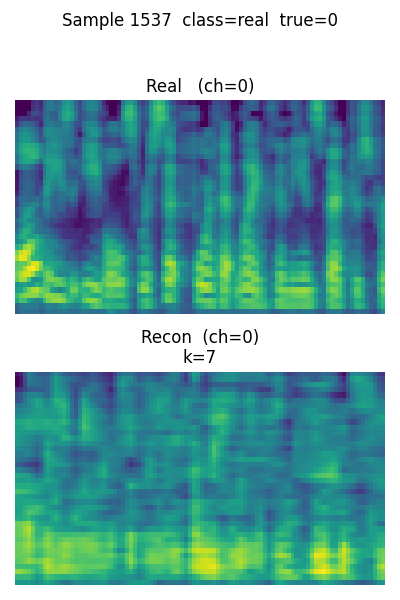 Sample 1537  class=real  true=0
Real   (ch=0)
Recon  (ch=0)
k=7